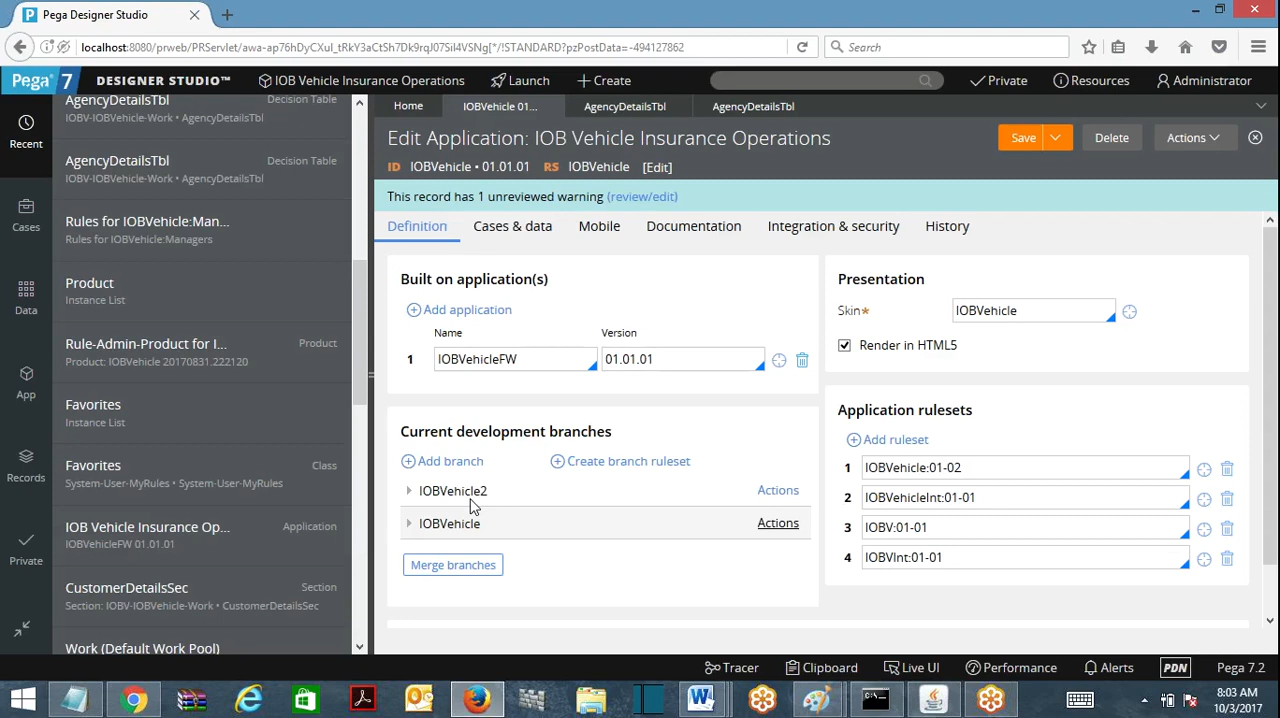 Pega Designer Studio
localhost:8080/prweb/PRServlet/awa-ap76hDyCXuI_tRkY3aCtSh7Dk9rqJ07Sil4VSNg[*/!STANDARD?pzPostData=-494127862
Search
Pega 7
DESIGNER STUDIO™
IOB Vehicle Insurance Operations
Launch
Create
Private
Resources
Administrator
Recent
Cases
Data
App
Records
Private
AgencyDetailsTbl
Decision Table
IOBV-IOBVehicle-Work • AgencyDetailsTbl
AgencyDetailsTbl
Decision Table
IOBV-IOBVehicle-Work • AgencyDetailsTbl
Rules for IOBVehicle:Man...
Rules for IOBVehicle:Managers
Product
Instance List
Rule-Admin-Product for I...
Product
Product: IOBVehicle 20170831.222120
Favorites
Instance List
Favorites
Class
System-User-MyRules • System-User-MyRules
IOB Vehicle Insurance Op...
Application
IOBVehicleFW 01.01.01
CustomerDetailsSec
Section
Section: IOBV-IOBVehicle-Work • CustomerDetailsSec
Work (Default Work Pool)
Home
IOBVehicle 01...
AgencyDetailsTbl
AgencyDetailsTbl
Edit Application: IOB Vehicle Insurance Operations
Save
Delete
Actions
ID IOBVehicle • 01.01.01 RS IOBVehicle [Edit]
This record has 1 unreviewed warning (review/edit)
Definition
Cases & data
Mobile
Documentation
Integration & security
History
Built on application(s)
Add application
Name
Version
1
IOBVehicleFW
01.01.01
Current development branches
Add branch
Create branch ruleset
IOBVehicle2
Actions
IOBVehicle
Actions
Merge branches
Presentation
Skin*
IOBVehicle
Render in HTML5
Application rulesets
Add ruleset
1 IOBVehicle:01-02
2 IOBVehicleInt:01-01
3 IOBV:01-01
4 IOBVInt:01-01
Tracer
Clipboard
Live UI
Performance
Alerts
PDN
Pega 7.2
8:03 AM
10/3/2017